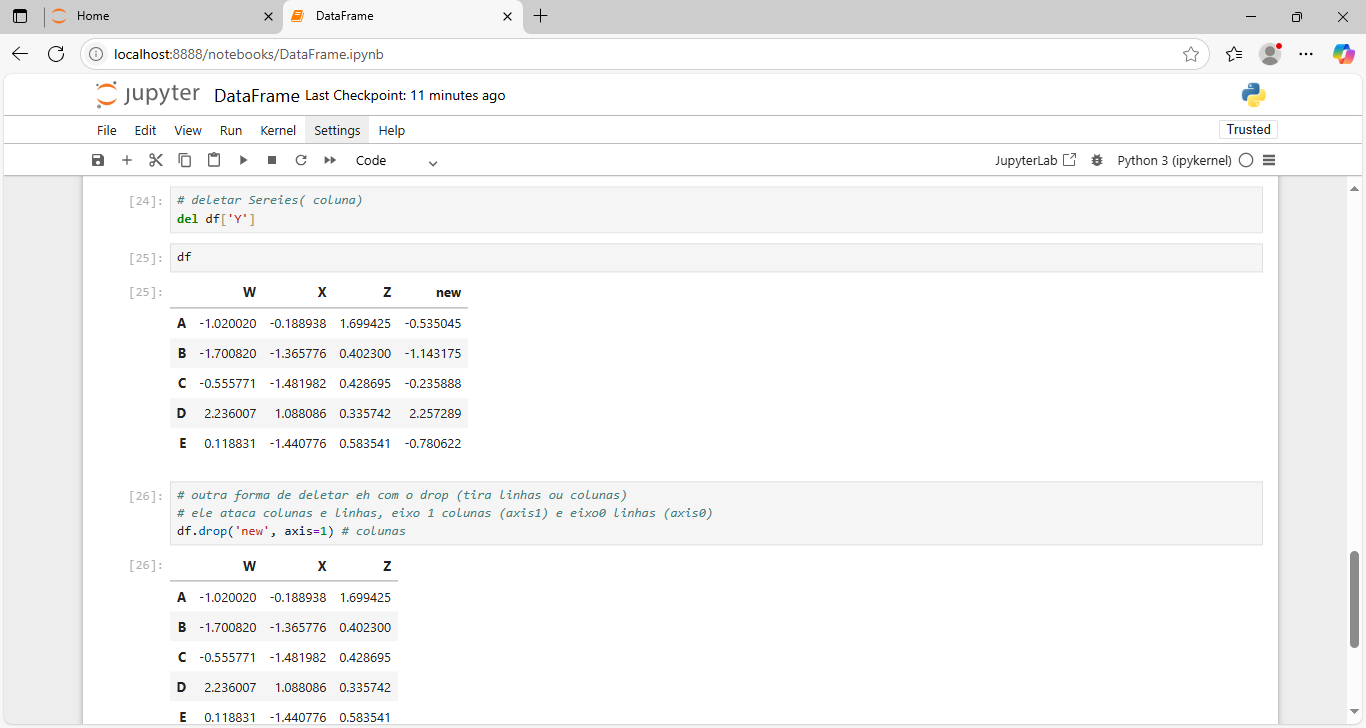 Home
DataFrame
localhost:8888/notebooks/DataFrame.ipynb
jupyter DataFrame Last Checkpoint: 11 minutes ago
File Edit View Run Kernel Settings Help
Trusted
Code
JupyterLab Python 3 (ipykernel)
[24]: # deletar Sereies( coluna)
del df['Y']
[25]: df
[25]: W X Z new
A -1.020020 -0.188938 1.699425 -0.535045
B -1.700820 -1.365776 0.402300 -1.143175
C -0.555771 -1.481982 0.428695 -0.235888
D 2.236007 1.088086 0.335742 2.257289
E 0.118831 -1.440776 0.583541 -0.780622
[26]: # outra forma de deletar eh com o drop (tira linhas ou colunas)
# ele ataca colunas e linhas, eixo 1 colunas (axis1) e eixo0 linhas (axis0)
df.drop('new', axis=1) # colunas
[26]: W X Z
A -1.020020 -0.188938 1.699425
B -1.700820 -1.365776 0.402300
C -0.555771 -1.481982 0.428695
D 2.236007 1.088086 0.335742
E 0.118831 -1.440776 0.583541